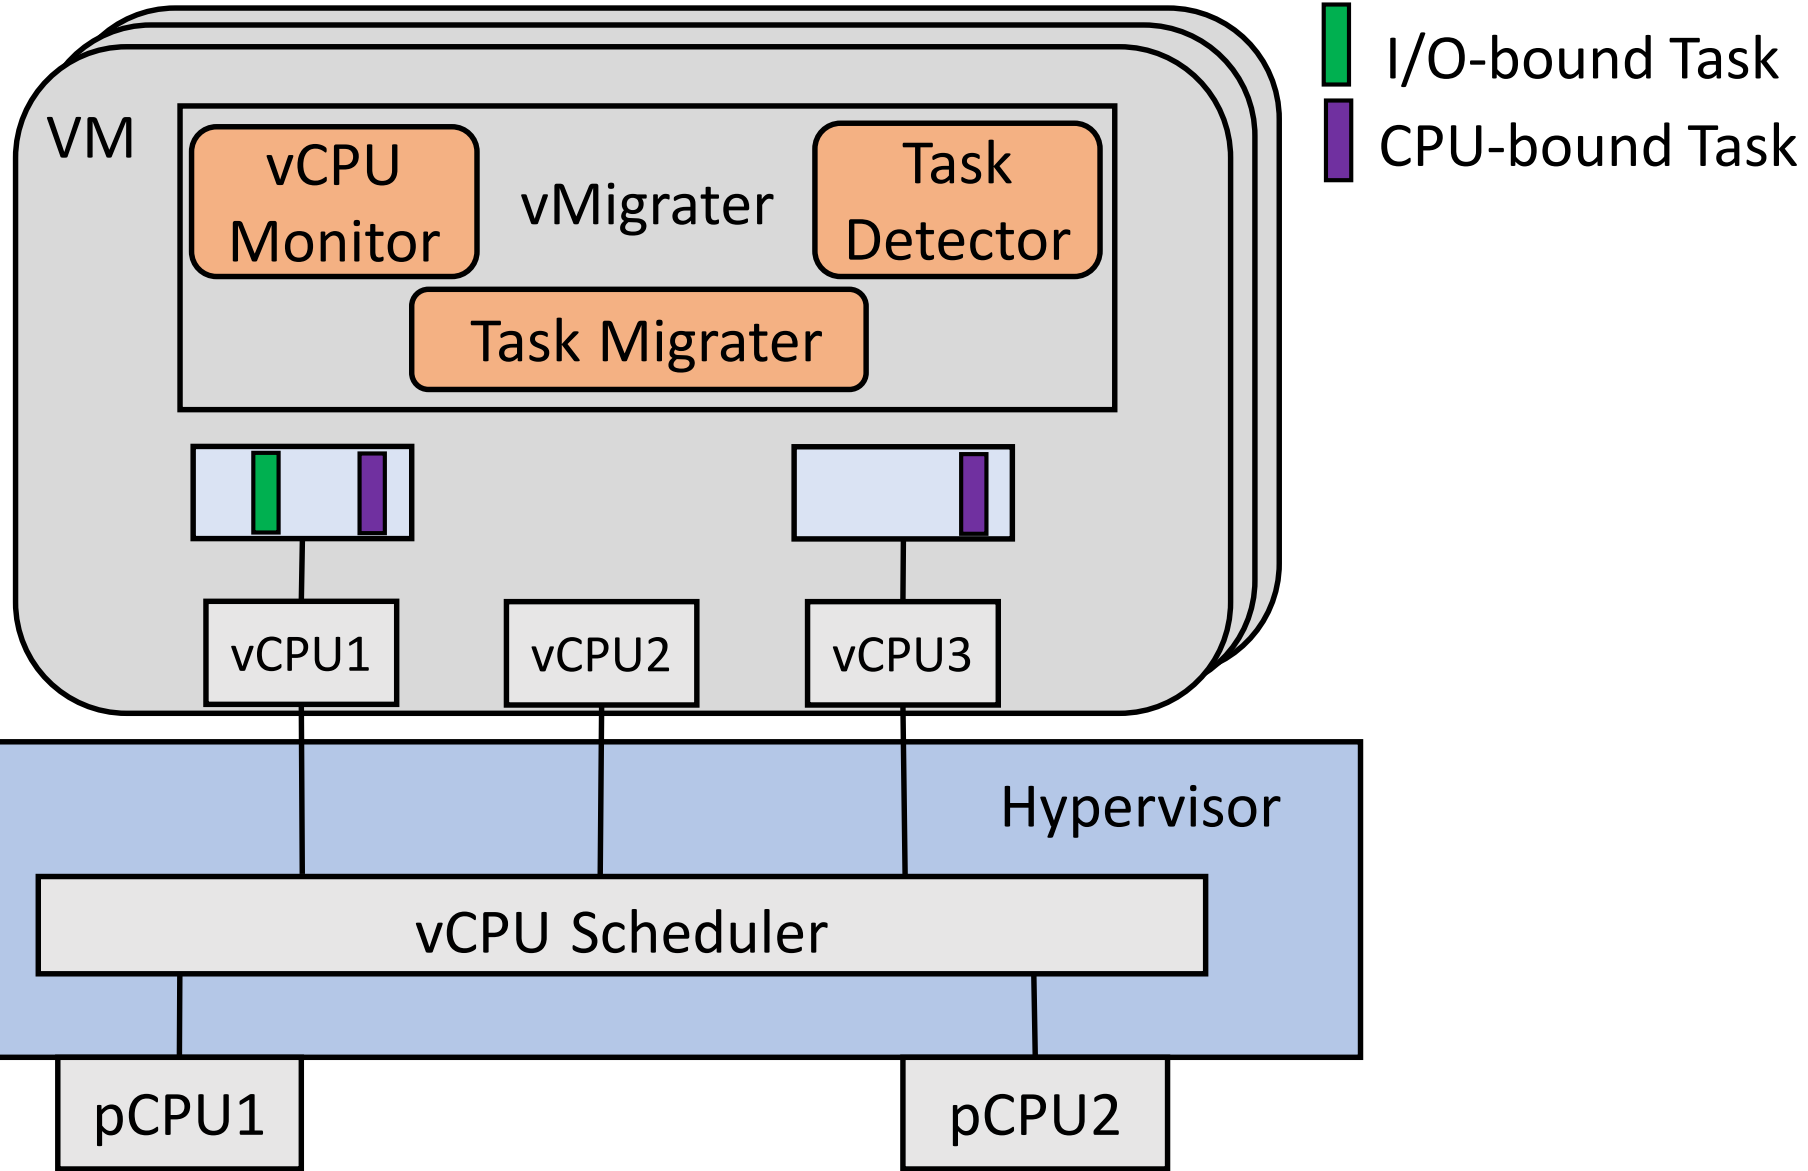 I/O-bound Task
CPU-bound Task
VM
vCPU
Monitor
vMigrater
Task
Detector
Task Migrater
vCPU1
vCPU2
vCPU3
Hypervisor
vCPU Scheduler
pCPU1
pCPU2